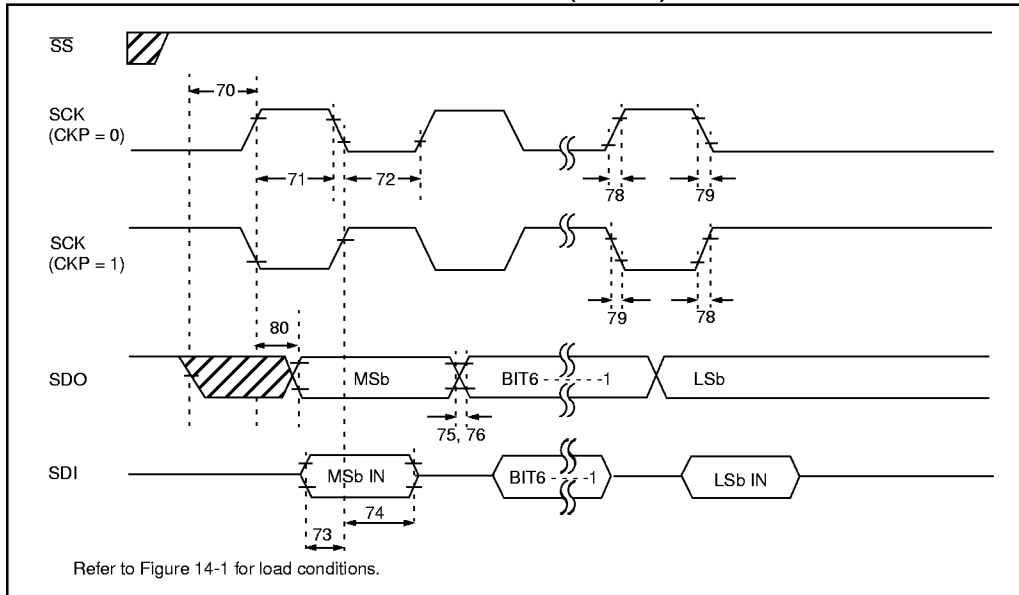 SS
70
SCK
(CKP = 0)
71
72
78
79
SCK
(CKP = 1)
79
78
80
SDO
MSb
BIT6 - - - - - -1
LSb
75, 76
SDI
MSb IN
BIT6 - - - - -1
LSb IN
74
73
Refer to Figure 14-1 for load conditions.